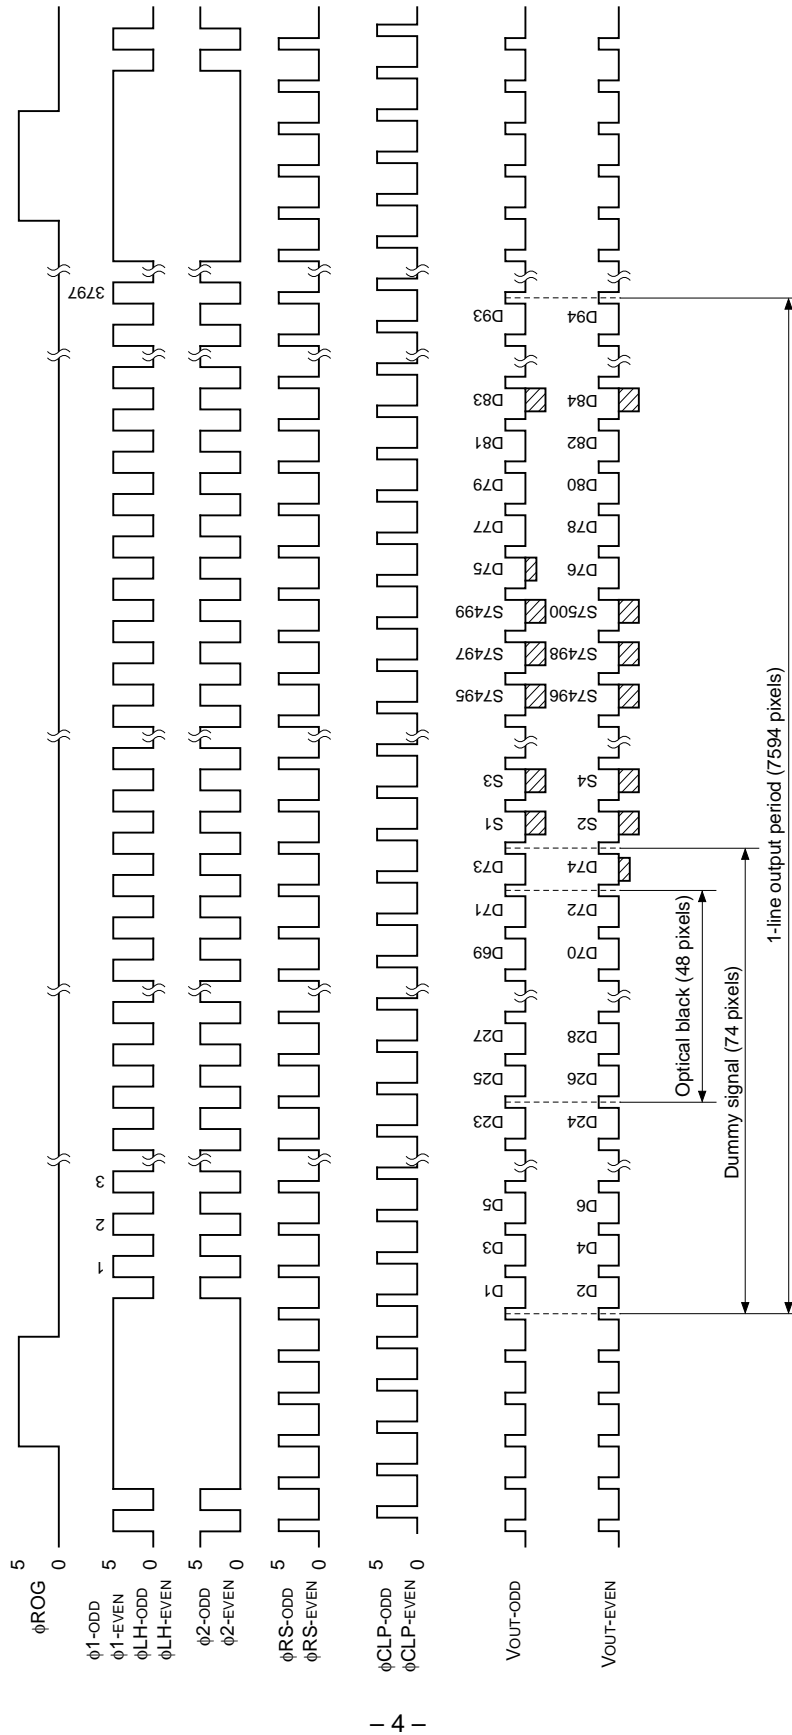 φROG
5
0
φ1-ODD
φ1-EVEN
φLH-ODD
φLH-EVEN
5
0
1
2
3
3797
φ2-ODD
φ2-EVEN
5
0
φRS-ODD
φRS-EVEN
5
0
φCLP-ODD
φCLP-EVEN
5
0
VOUT-ODD
D1
D3
D5
D23
D25
D27
D69
D71
D73
S1
S3
S7495
S7497
S7499
D75
D77
D79
D81
D83
D93
VOUT-EVEN
D2
D4
D6
D24
D26
D28
D70
D72
D74
S2
S4
S7496
S7498
S7500
D76
D78
D80
D82
D84
D94
Optical black (48 pixels)
Dummy signal (74 pixels)
1-line output period (7594 pixels)
– 4 –